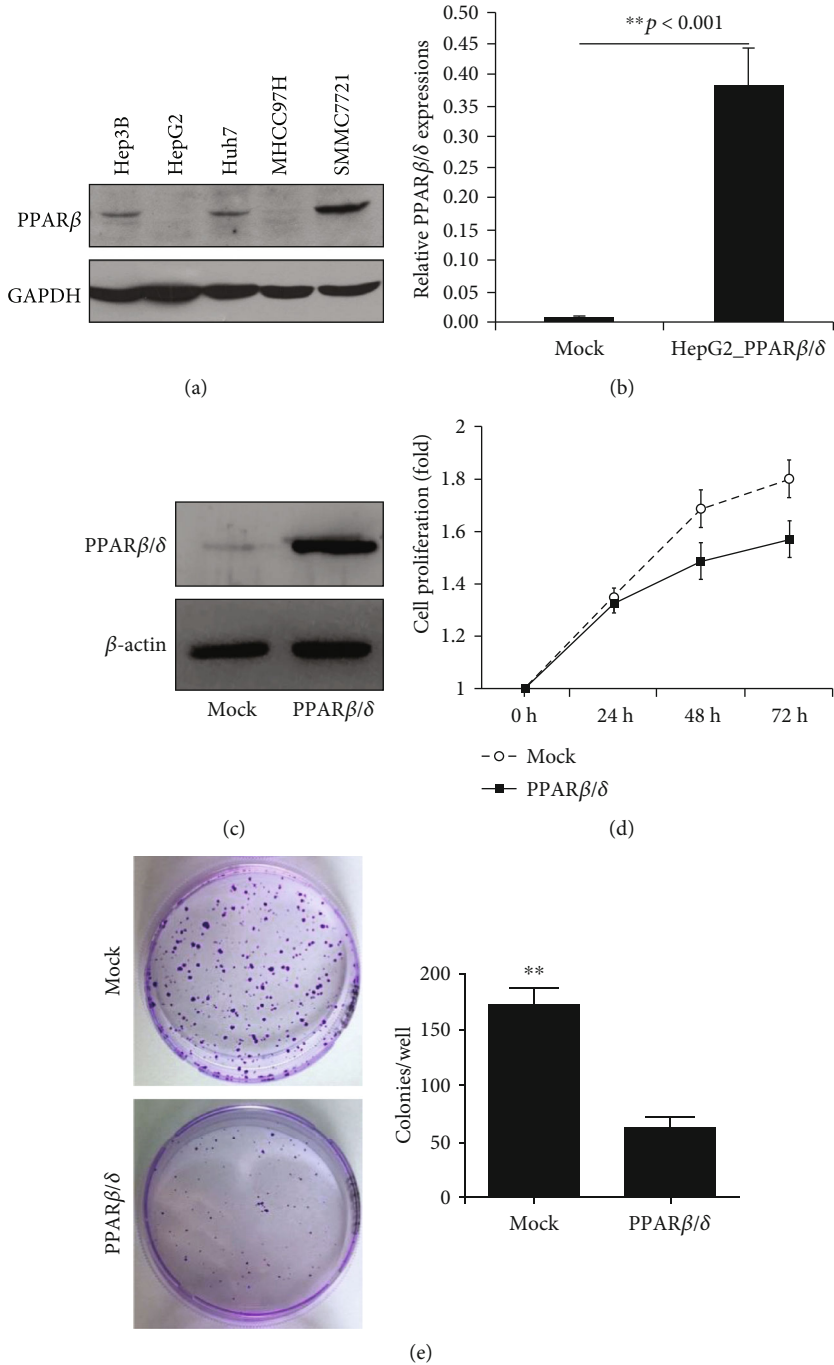 Hep3B
HepG2
Huh7
MHCC97H
SMMC7721
PPARβ
GAPDH
(a)
0.50
0.45
0.40
0.35
0.30
0.25
0.20
0.15
0.10
0.05
0.00
Relative PPARβ/δ expressions
**p < 0.001
Mock
HepG2_PPARβ/δ
(b)
PPARβ/δ
β-actin
Mock
PPARβ/δ
(c)
2
1.8
1.6
1.4
1.2
1
Cell proliferation (fold)
0 h
24 h
48 h
72 h
Mock
PPARβ/δ
(d)
Mock
PPARβ/δ
200
150
100
50
0
Colonies/well
**
Mock
PPARβ/δ
(e)